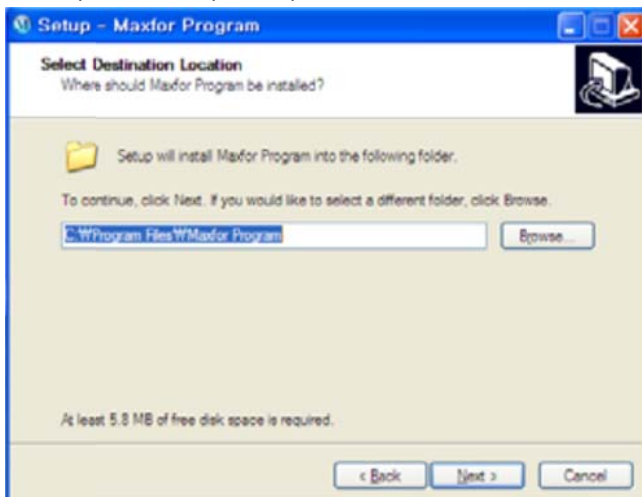 Setup - Maxfor Program
Select Destination Location
Where should Maxfor Program be installed?
Setup will install Maxfor Program into the following folder.
To continue, click Next. If you would like to select a different folder, click Browse.
C:₩Program Files₩Maxfor Program
Browse...
At least 5.8 MB of free disk space is required.
< Back
Next >
Cancel